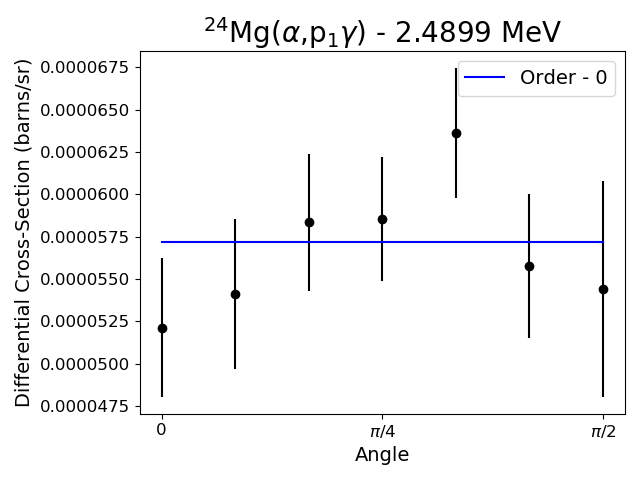 ²⁴Mg(α,p₁γ) - 2.4899 MeV
Order - 0
Differential Cross-Section (barns/sr)
0.0000675
0.0000650
0.0000625
0.0000600
0.0000575
0.0000550
0.0000525
0.0000500
0.0000475
0 π/4 π/2
Angle